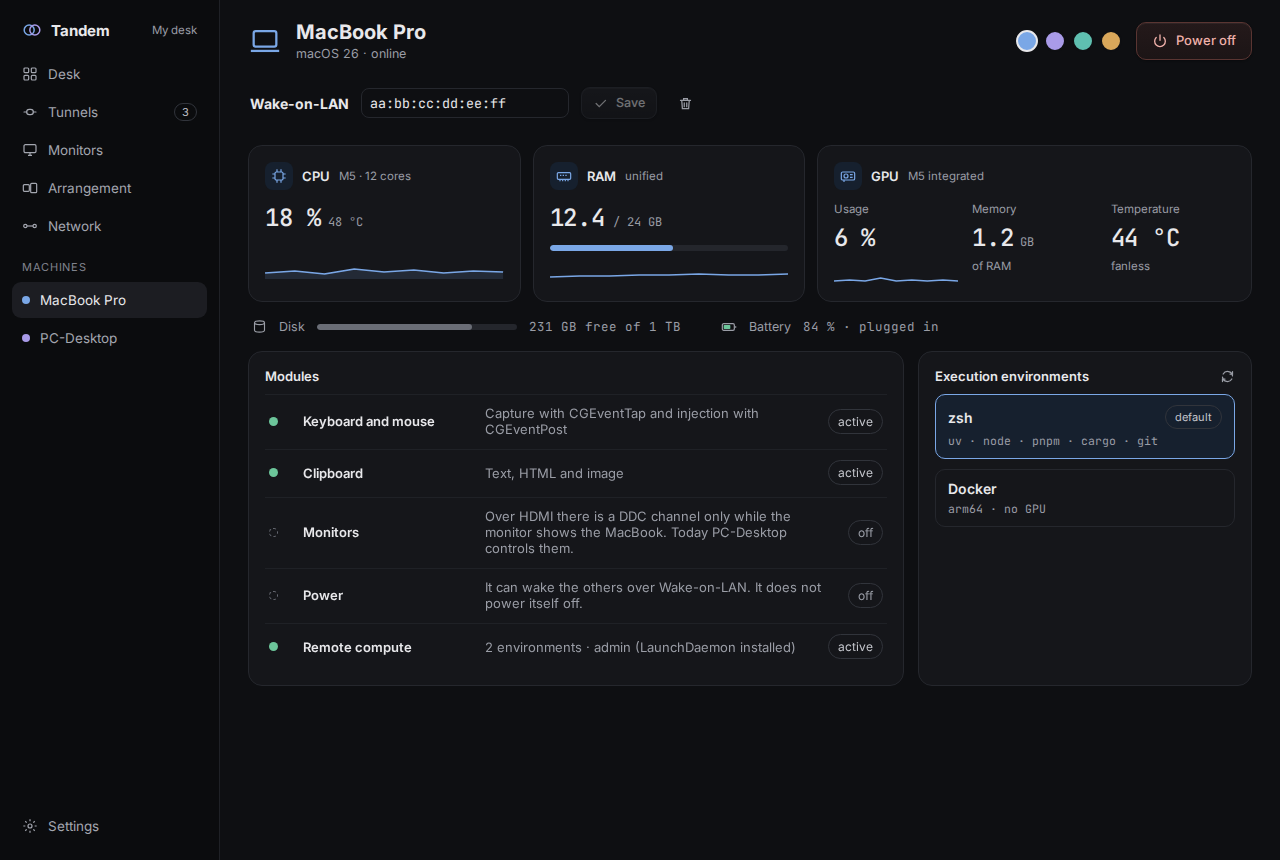 Tandem
My desk
Desk
Tunnels
3
Monitors
Arrangement
Network
MACHINES
MacBook Pro
PC-Desktop
Settings
MacBook Pro
macOS 26 · online
Power off
Wake-on-LAN
aa:bb:cc:dd:ee:ff
Save
CPU M5 · 12 cores
18 % 48 °C
RAM unified
12.4 / 24 GB
GPU M5 integrated
Usage
6 %
Memory
1.2 GB
of RAM
Temperature
44 °C
fanless
Disk
231 GB free of 1 TB
Battery 84 % · plugged in
Modules
Keyboard and mouse
Capture with CGEventTap and injection with
CGEventPost
active
Clipboard
Text, HTML and image
active
Monitors
Over HDMI there is a DDC channel only while the
monitor shows the MacBook. Today PC-Desktop
controls them.
off
Power
It can wake the others over Wake-on-LAN. It does not
power itself off.
off
Remote compute
2 environments · admin (LaunchDaemon installed)
active
Execution environments
zsh
default
uv · node · pnpm · cargo · git
Docker
arm64 · no GPU